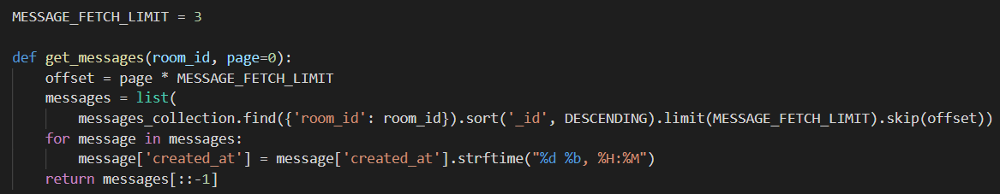 MESSAGE_FETCH_LIMIT = 3
def get_messages(room_id, page=0):
    offset = page * MESSAGE_FETCH_LIMIT
    messages = list(
        messages_collection.find({'room_id': room_id}).sort('_id', DESCENDING).limit(MESSAGE_FETCH_LIMIT).skip(offset))
    for message in messages:
        message['created_at'] = message['created_at'].strftime("%d %b, %H:%M")
    return messages[::-1]